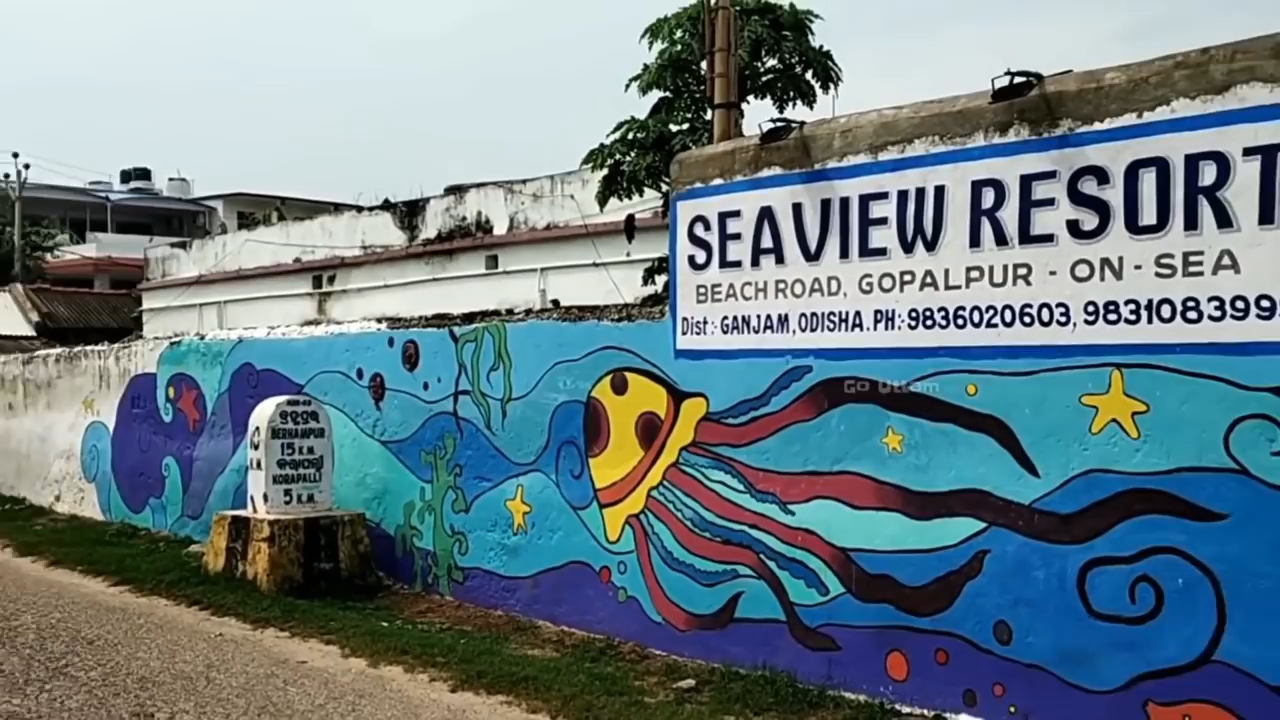 SEAVIEW RESORT
BEACH ROAD, GOPALPUR - ON - SEA
Dist:- GANJAM, ODISHA. PH:-9836020603,983108399
Go Uttam
ବ୍ରହ୍ମପୁର
BERHAMPUR
15 K.M.
KORAPALLI
5 K.M.